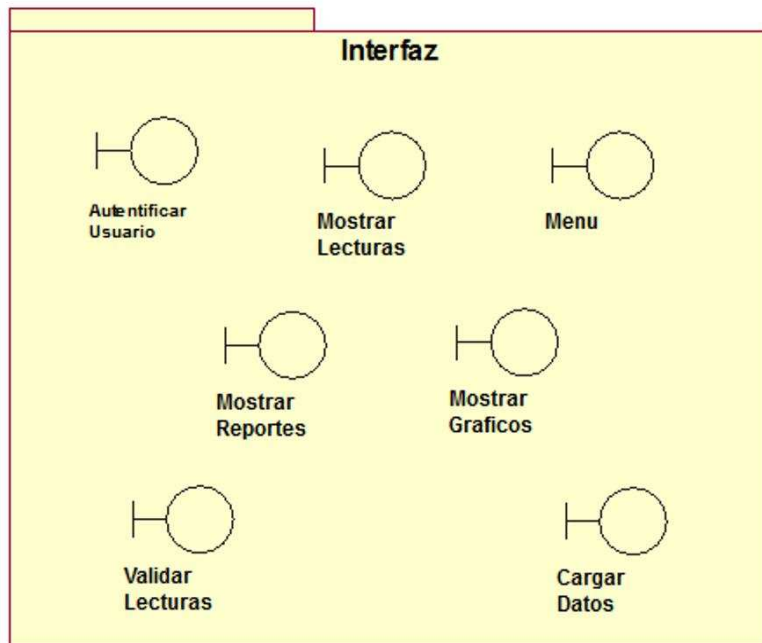 Interfaz
Autentificar
Usuario
Mostrar
Lecturas
Menu
Mostrar
Reportes
Mostrar
Graficos
Validar
Lecturas
Cargar
Datos